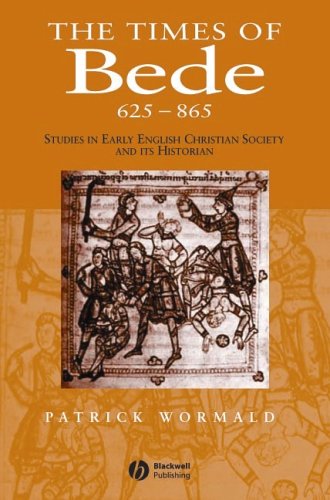 THE TIMES OF
Bede
625 – 865
STUDIES IN EARLY ENGLISH CHRISTIAN SOCIETY
AND ITS HISTORIAN
PATRICK WORMALD
Blackwell
Publishing